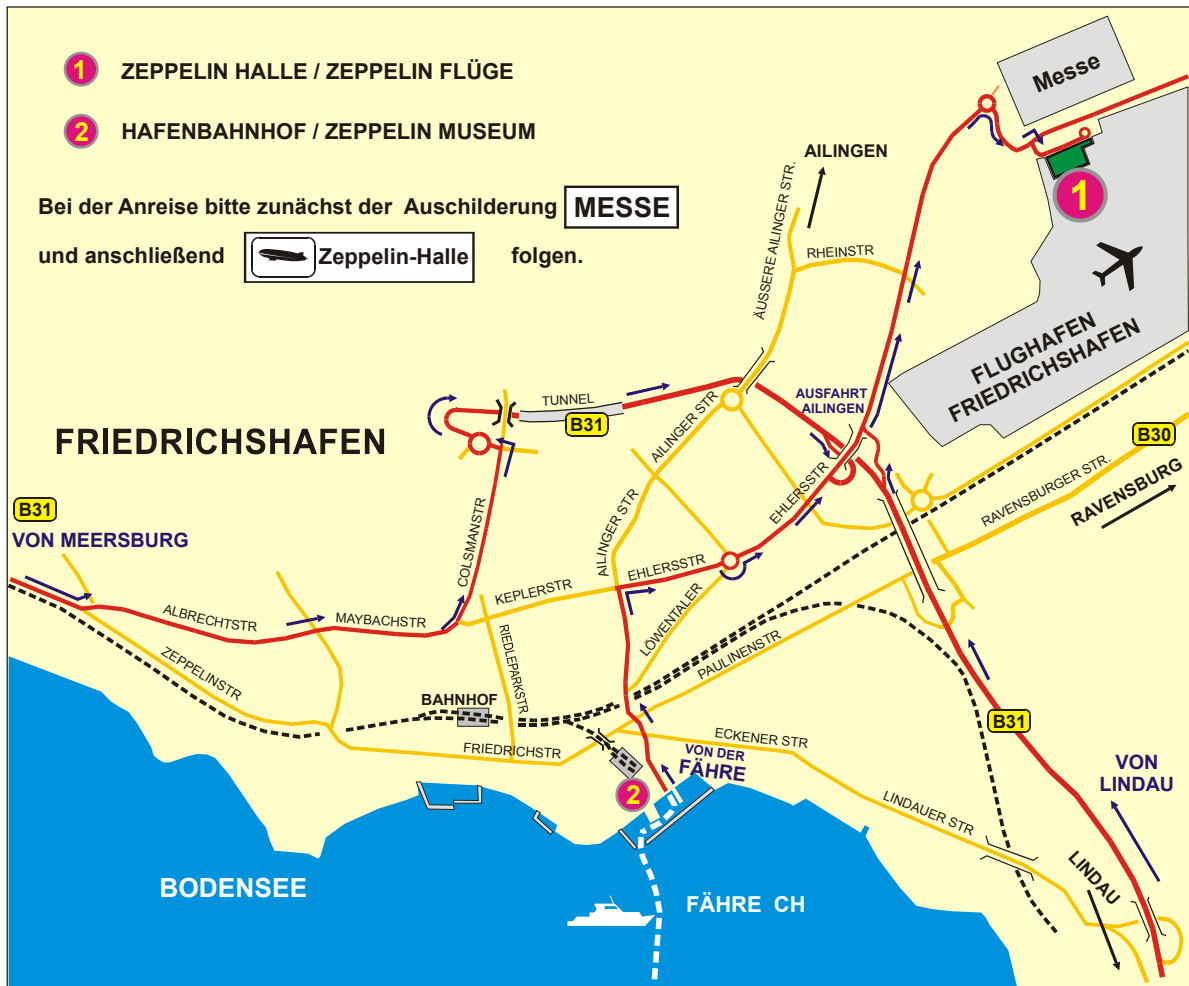 1 ZEPPELIN HALLE / ZEPPELIN FLÜGE
2 HAFENBAHNHOF / ZEPPELIN MUSEUM
Bei der Anreise bitte zunächst der Auschilderung MESSE
und anschließend Zeppelin-Halle folgen.
Messe
1
AILINGEN
ÄUSSERE AILINGER STR.
RHEINSTR
FLUGHAFEN
FRIEDRICHSHAFEN
TUNNEL
B31
AUSFAHRT
AILINGEN
FRIEDRICHSHAFEN
AILINGER STR
B30
RAVENSBURGER STR.
RAVENSBURG
EHLERSSTR
B31
VON MEERSBURG
COLSMANSTR
AILINGER STR
EHLERSSTR
KEPLERSTR
ALBRECHTSTR
MAYBACHSTR
RIEDLEPARKSTR
LÖWENTALER
PAULINENSTR
ZEPPELINSTR
BAHNHOF
FRIEDRICHSTR
ECKENER STR
B31
VON DER
FÄHRE
2
VON
LINDAU
LINDAUER STR
LINDAU
BODENSEE
FÄHRE CH